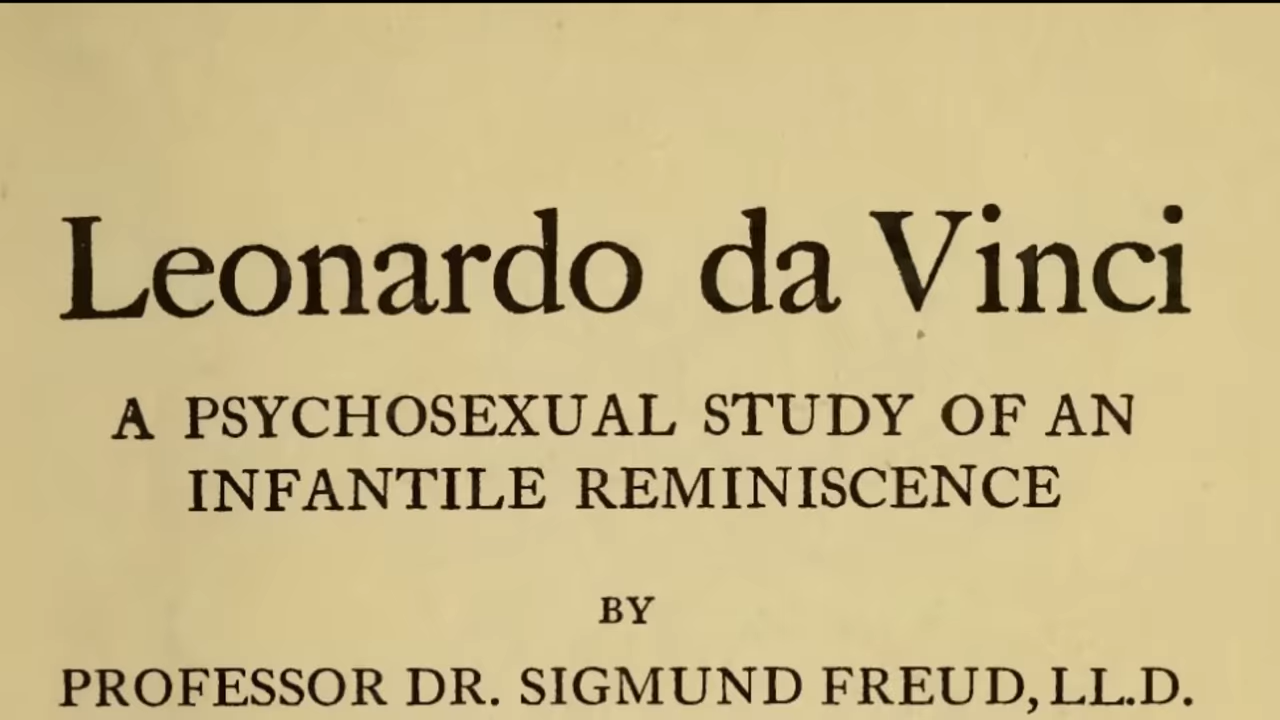 Leonardo da Vinci
A PSYCHOSEXUAL STUDY OF AN
INFANTILE REMINISCENCE
BY
PROFESSOR DR. SIGMUND FREUD, LL.D.